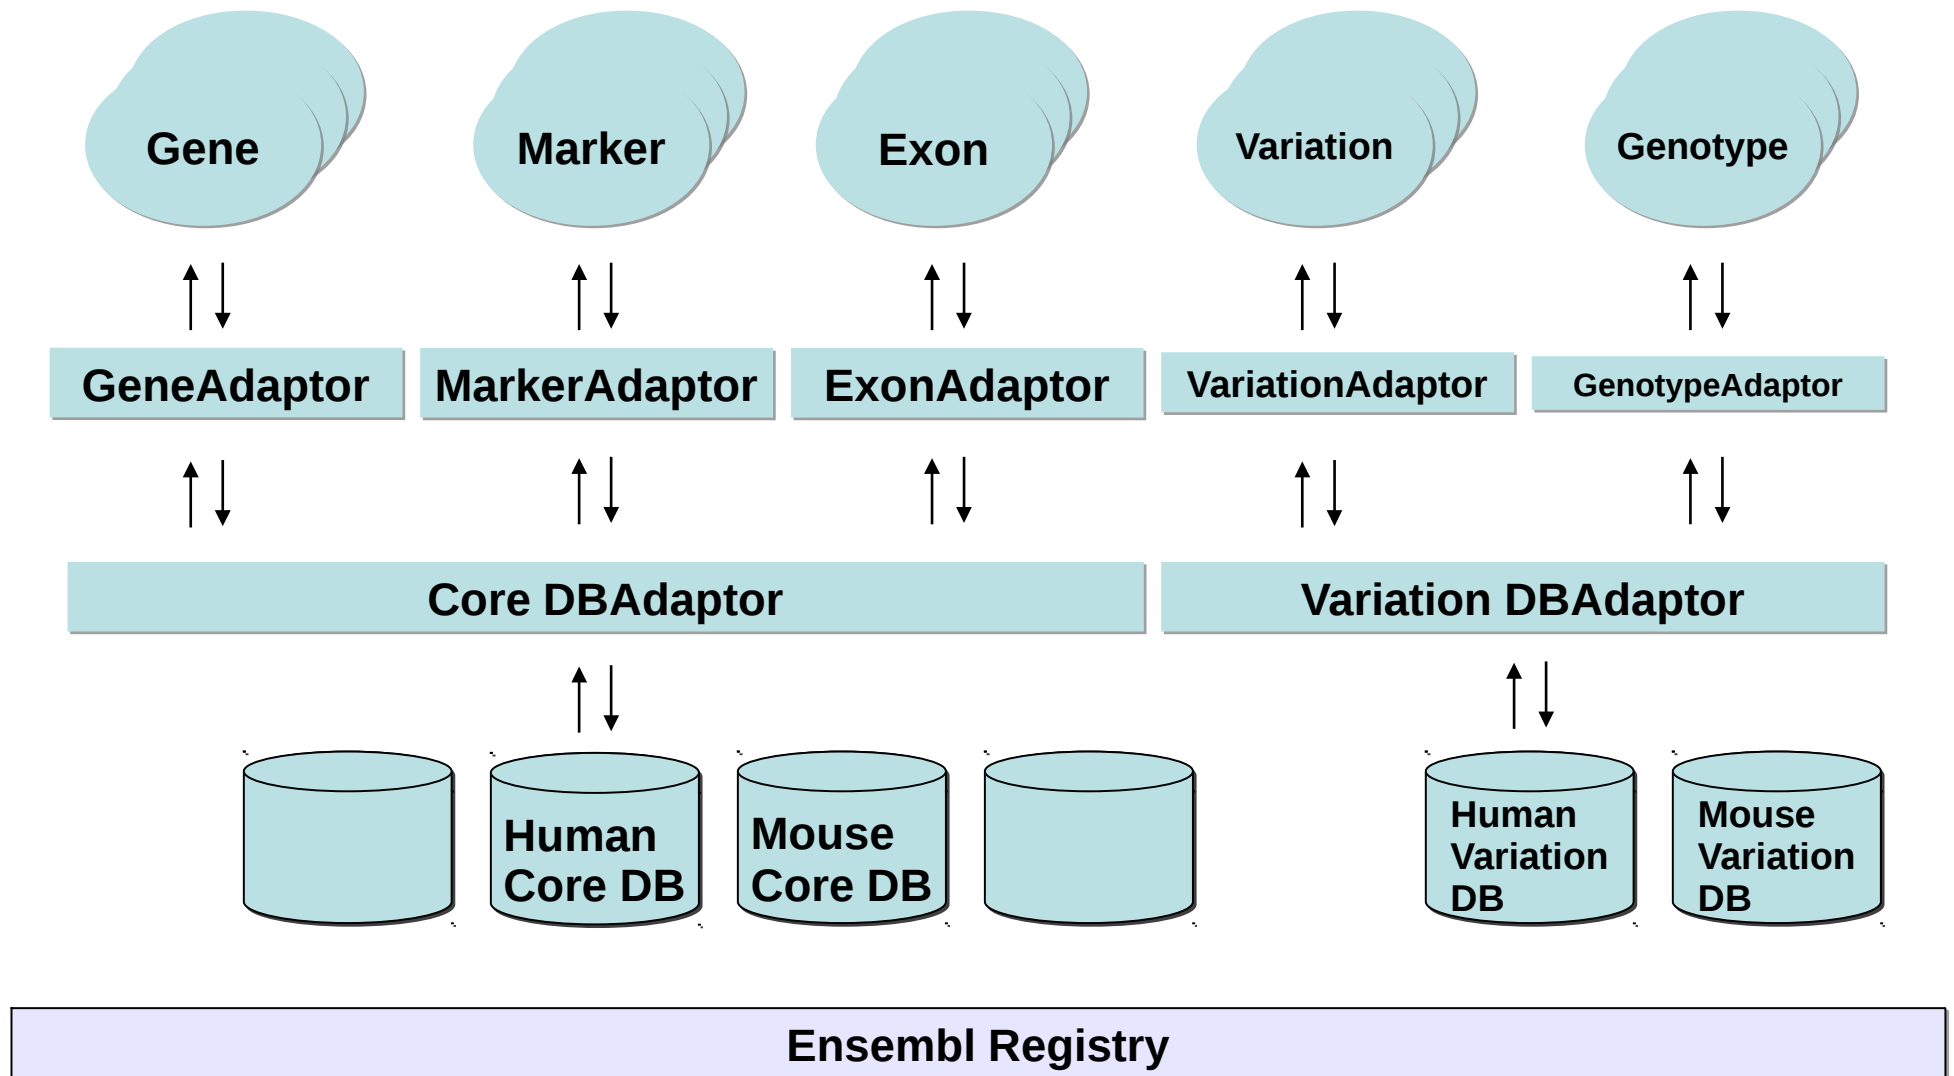 Gene
Marker
Exon
Variation
Genotype
GeneAdaptor
MarkerAdaptor
ExonAdaptor
VariationAdaptor
GenotypeAdaptor
Core DBAdaptor
Variation DBAdaptor
Human
Core DB
Mouse
Core DB
Human
Variation
DB
Mouse
Variation
DB
Ensembl Registry